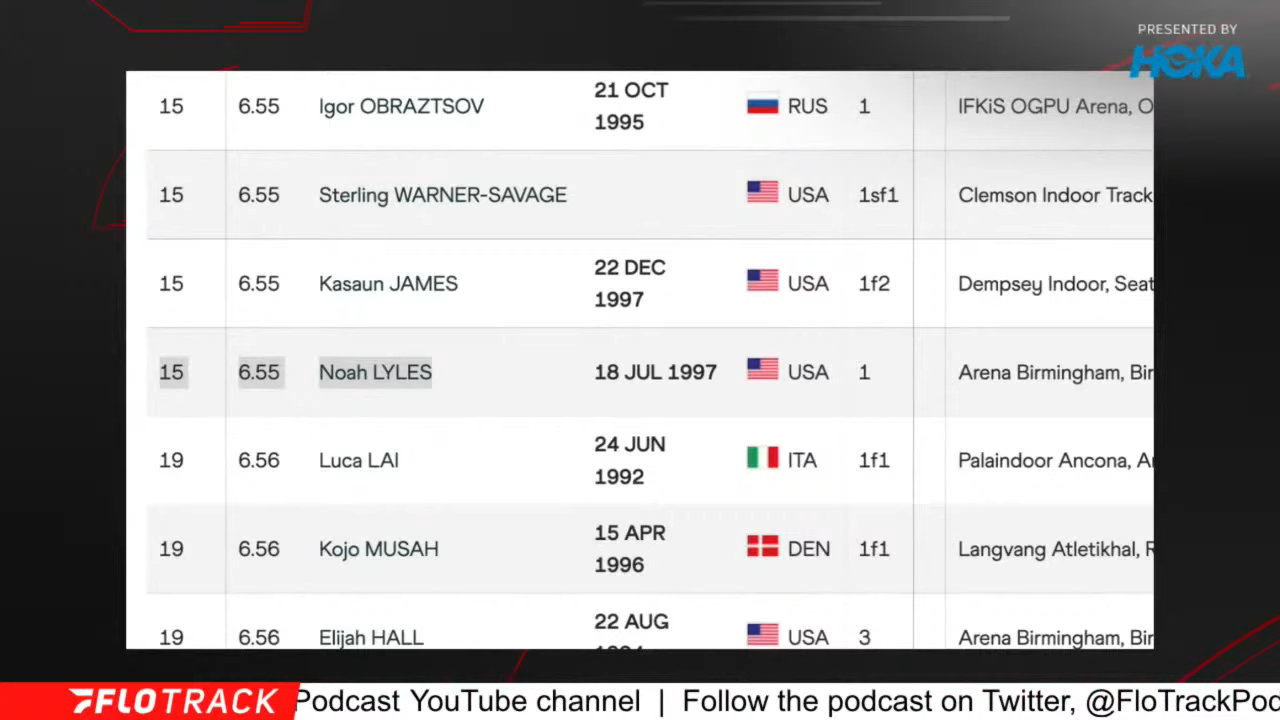 PRESENTED BY
HOKA
15 6.55 Igor OBRAZTSOV 21 OCT 1995 RUS 1 IFKiS OGPU Arena, O
15 6.55 Sterling WARNER-SAVAGE USA 1sf1 Clemson Indoor Track
15 6.55 Kasaun JAMES 22 DEC 1997 USA 1f2 Dempsey Indoor, Seat
15 6.55 Noah LYLES 18 JUL 1997 USA 1 Arena Birmingham, Bir
19 6.56 Luca LAI 24 JUN 1992 ITA 1f1 Palaindoor Ancona, A
19 6.56 Kojo MUSAH 15 APR 1996 DEN 1f1 Langvang Atletikhal, R
19 6.56 Elijah HALL 22 AUG USA 3 Arena Birmingham, Bir
FLOTRACK Podcast YouTube channel | Follow the podcast on Twitter, @FloTrackPod